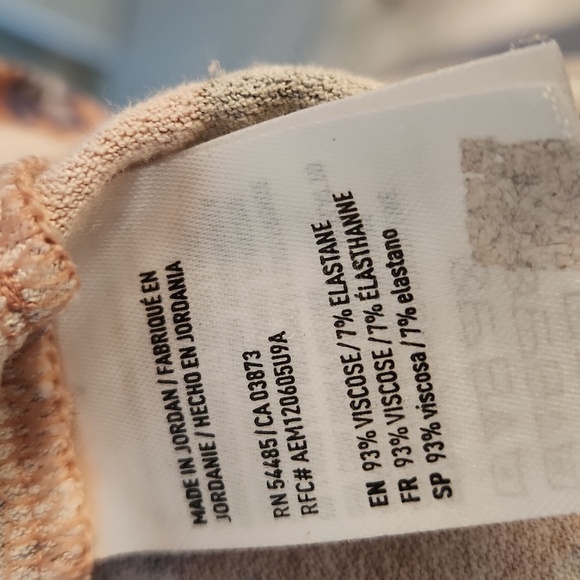 MADE IN JORDAN / FABRIQUÉ EN
JORDANIE / HECHO EN JORDANIA
RN 54485 / CA 03873
RFC# AEM120605U9A
EN 93% VISCOSE / 7% ELASTANE
FR 93% VISCOSE / 7% ÉLASTHANNE
SP 93% viscosa / 7% elastano